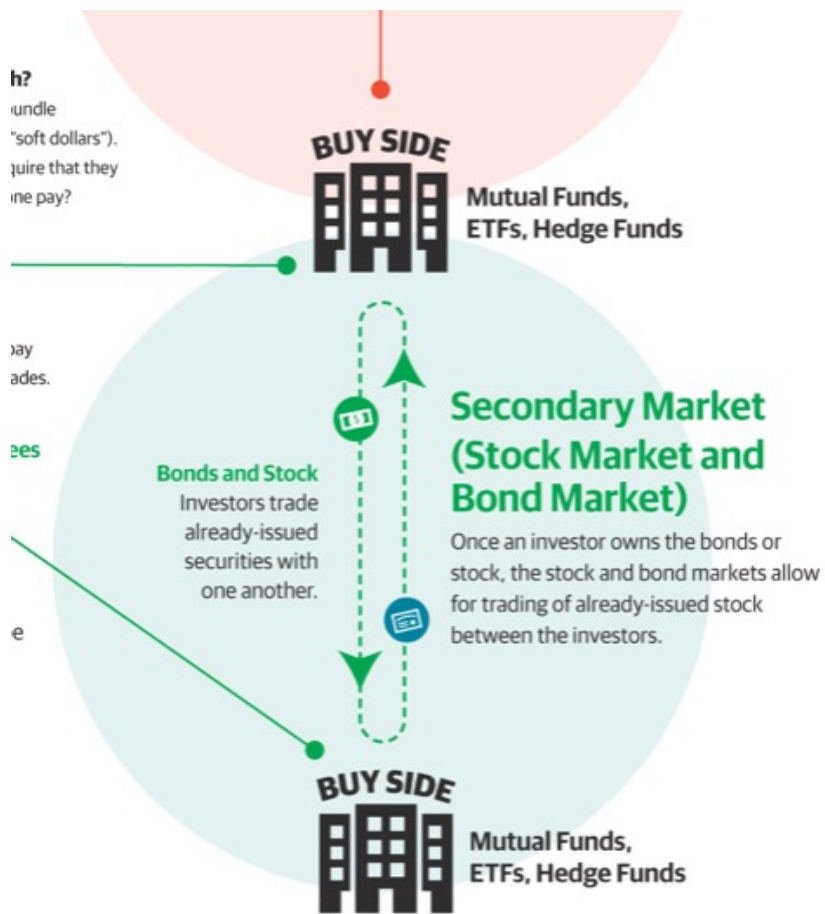 h?
"soft dollars").
quire that they
ne pay?
BUY SIDE
Mutual Funds,
ETFs, Hedge Funds
pay
ades.
ees
Bonds and Stock
Investors trade
already-issued
securities with
one another.
Secondary Market
(Stock Market and
Bond Market)
Once an investor owns the bonds or
stock, the stock and bond markets allow
for trading of already-issued stock
between the investors.
e
BUY SIDE
Mutual Funds,
ETFs, Hedge Funds